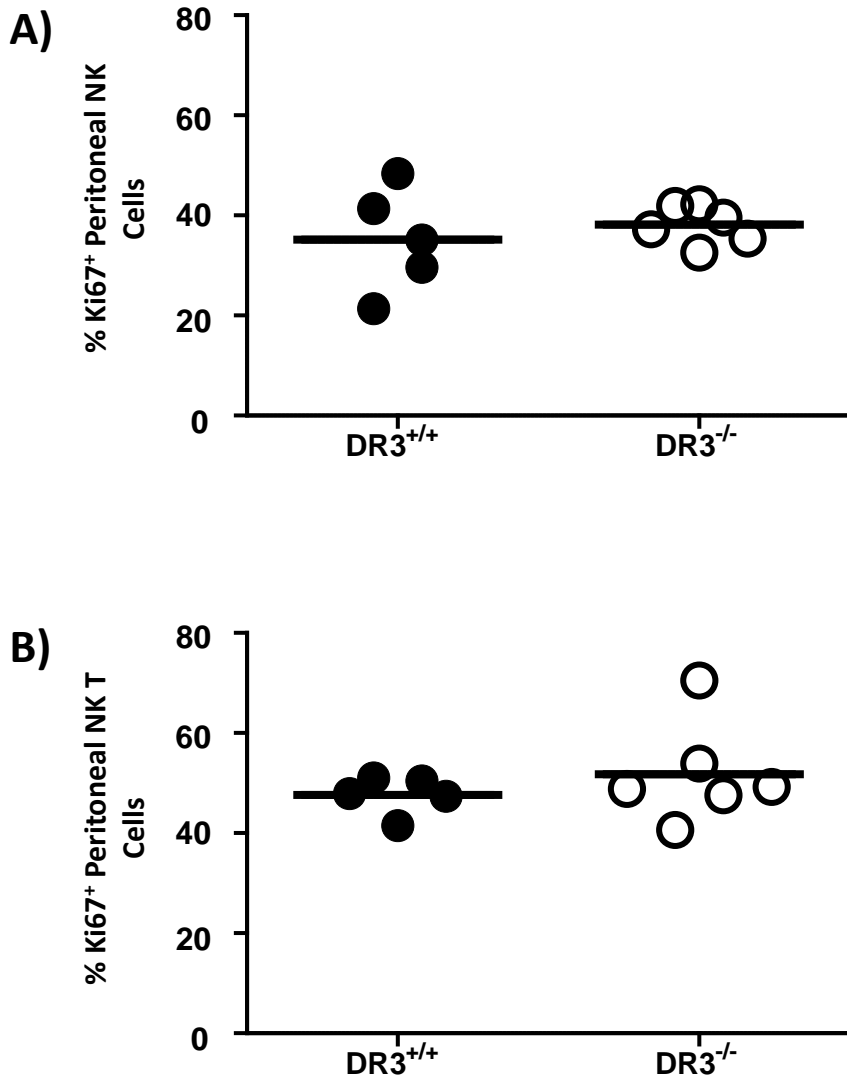 A)
% Ki67⁺ Peritoneal NK
Cells
80
60
40
20
0
DR3⁺/⁺ DR3⁻/⁻
B)
% Ki67⁺ Peritoneal NK T
Cells
80
60
40
20
0
DR3⁺/⁺ DR3⁻/⁻